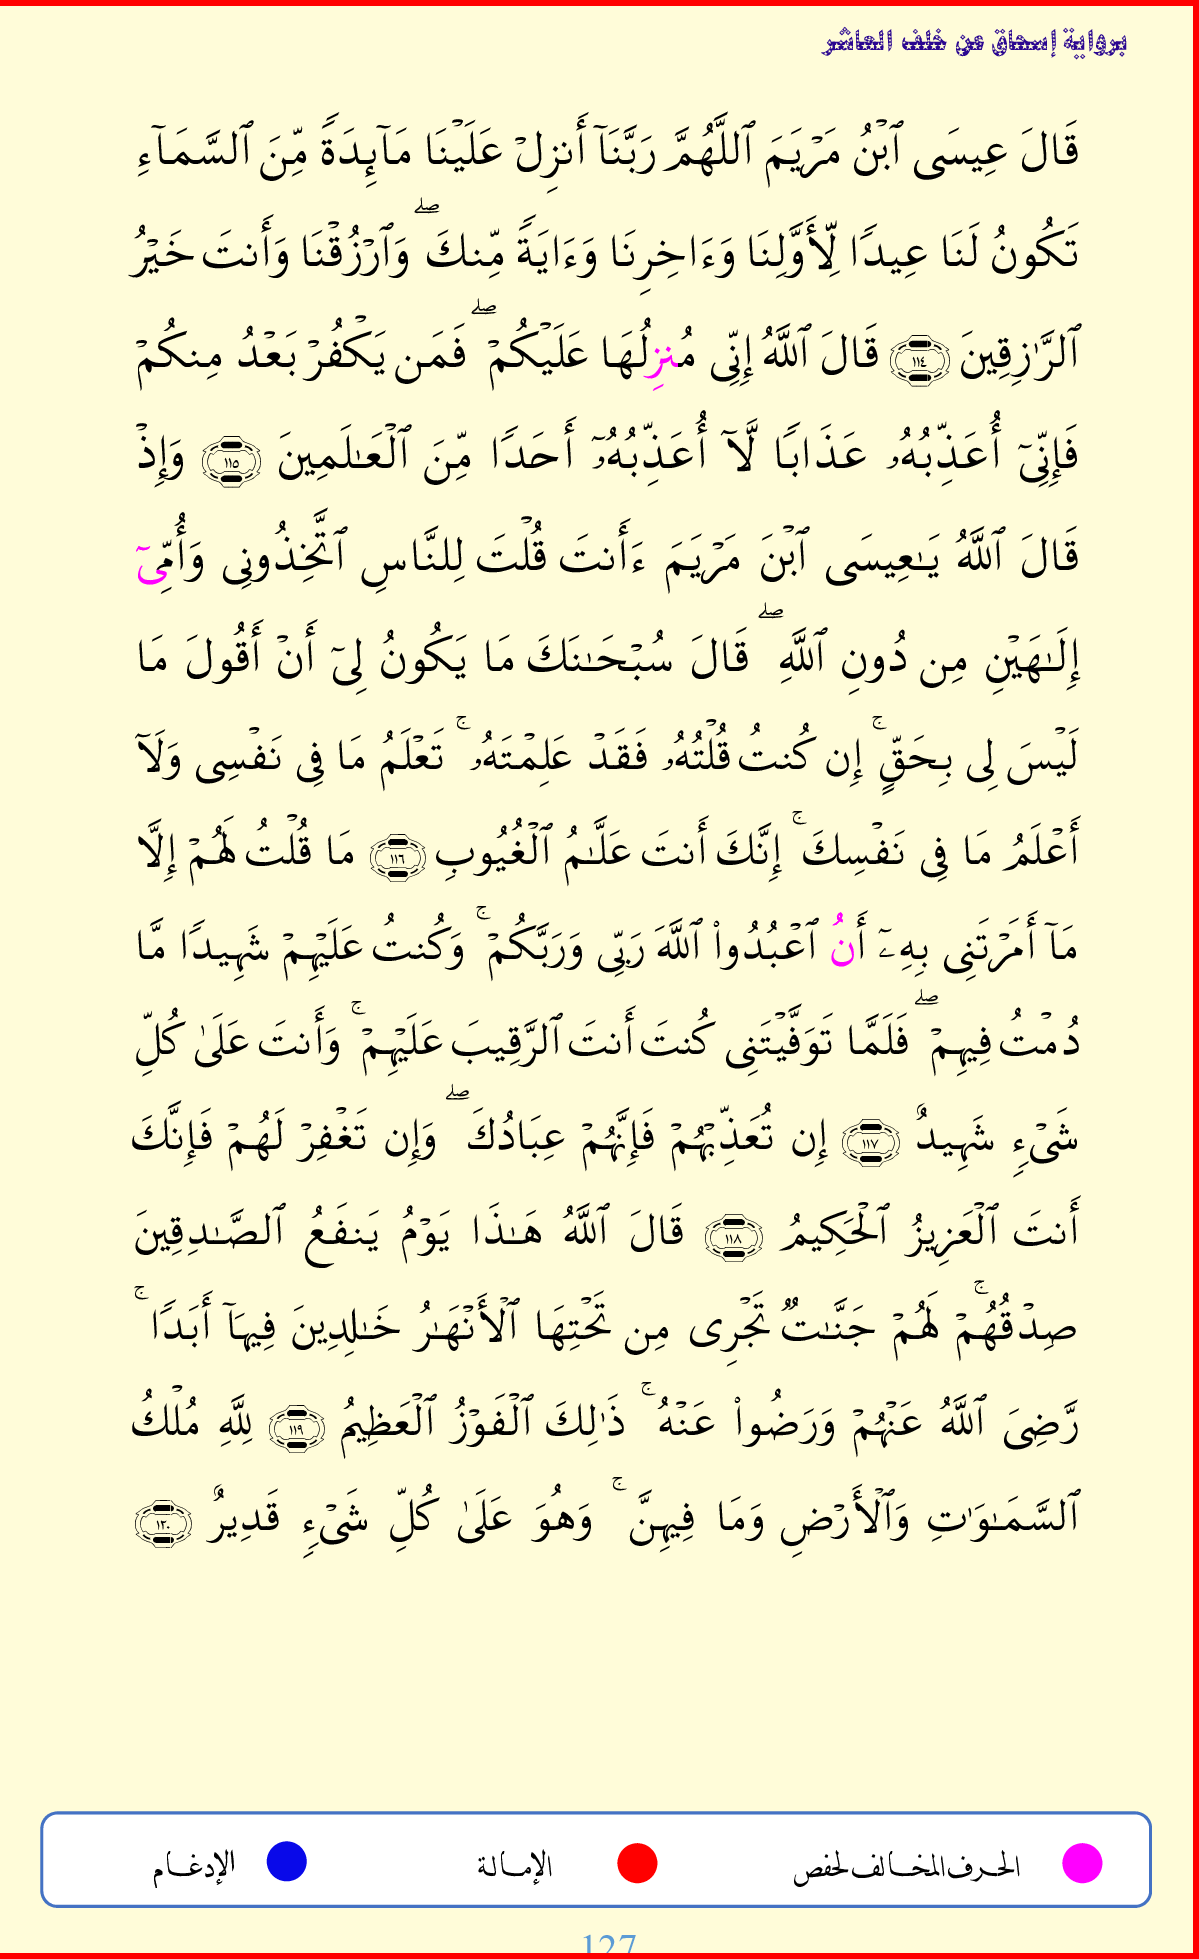 برواية إسحاق عن خلف العاشر
قَالَ عِيسَى ٱبۡنُ مَرۡيَمَ ٱللَّهُمَّ رَبَّنَآ أَنزِلۡ عَلَيۡنَا مَآئِدَةٗ مِّنَ ٱلسَّمَآءِ
تَكُونُ لَنَا عِيدٗا لِّأَوَّلِنَا وَءَاخِرِنَا وَءَايَةٗ مِّنكَۖ وَٱرۡزُقۡنَا وَأَنتَ خَيۡرُ
ٱلرَّٰزِقِينَ ١١٤ قَالَ ٱللَّهُ إِنِّي مُنزِلُهَا عَلَيۡكُمۡۖ فَمَن يَكۡفُرۡ بَعۡدُ مِنكُمۡ
فَإِنِّيٓ أُعَذِّبُهُۥ عَذَابٗا لَّآ أُعَذِّبُهُۥٓ أَحَدٗا مِّنَ ٱلۡعَٰلَمِينَ ١١٥ وَإِذۡ
قَالَ ٱللَّهُ يَٰعِيسَى ٱبۡنَ مَرۡيَمَ ءَأَنتَ قُلۡتَ لِلنَّاسِ ٱتَّخِذُونِي وَأُمِّيٓ
إِلَٰهَيۡنِ مِن دُونِ ٱللَّهِۖ قَالَ سُبۡحَٰنَكَ مَا يَكُونُ لِيٓ أَنۡ أَقُولَ مَا
لَيۡسَ لِي بِحَقٍّۚ إِن كُنتُ قُلۡتُهُۥ فَقَدۡ عَلِمۡتَهُۥۚ تَعۡلَمُ مَا فِي نَفۡسِي وَلَآ
أَعۡلَمُ مَا فِي نَفۡسِكَۚ إِنَّكَ أَنتَ عَلَّٰمُ ٱلۡغُيُوبِ ١١٦ مَا قُلۡتُ لَهُمۡ إِلَّا
مَآ أَمَرۡتَنِي بِهِۦٓ أَنُ ٱعۡبُدُواْ ٱللَّهَ رَبِّي وَرَبَّكُمۡۚ وَكُنتُ عَلَيۡهِمۡ شَهِيدٗا مَّا
دُمۡتُ فِيهِمۡۖ فَلَمَّا تَوَفَّيۡتَنِي كُنتَ أَنتَ ٱلرَّقِيبَ عَلَيۡهِمۡۚ وَأَنتَ عَلَىٰ كُلِّ
شَيۡءٖ شَهِيدٌ ١١٧ إِن تُعَذِّبۡهُمۡ فَإِنَّهُمۡ عِبَادُكَۖ وَإِن تَغۡفِرۡ لَهُمۡ فَإِنَّكَ
أَنتَ ٱلۡعَزِيزُ ٱلۡحَكِيمُ ١١٨ قَالَ ٱللَّهُ هَٰذَا يَوۡمُ يَنفَعُ ٱلصَّٰدِقِينَ
صِدۡقُهُمۡۚ لَهُمۡ جَنَّٰتٞ تَجۡرِي مِن تَحۡتِهَا ٱلۡأَنۡهَٰرُ خَٰلِدِينَ فِيهَآ أَبَدٗاۚ
رَّضِيَ ٱللَّهُ عَنۡهُمۡ وَرَضُواْ عَنۡهُۚ ذَٰلِكَ ٱلۡفَوۡزُ ٱلۡعَظِيمُ ١١٩ لِلَّهِ مُلۡكُ
ٱلسَّمَٰوَٰتِ وَٱلۡأَرۡضِ وَمَا فِيهِنَّۚ وَهُوَ عَلَىٰ كُلِّ شَيۡءٖ قَدِيرٌ ١٢٠
الحرف المخالف لحفص الإمالة الإدغام
127